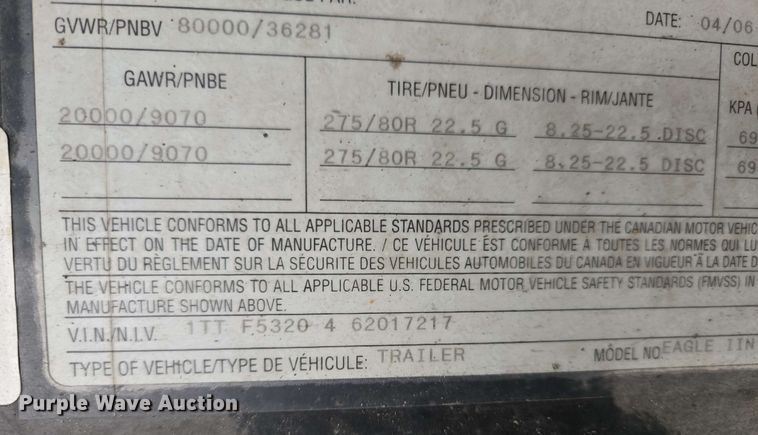 DATE: 04/06
GVWR/PNBV 80000/36281
COL
GAWR/PNBE
TIRE/PNEU - DIMENSION - RIM/JANTE
KPA (
20000/9070 275/80R 22.5 G 8.25-22.5 DISC 69
20000/9070 275/80R 22.5 G 8.25-22.5 DISC 69
THIS VEHICLE CONFORMS TO ALL APPLICABLE STANDARDS PRESCRIBED UNDER THE CANADIAN MOTOR VEHIC
IN EFFECT ON THE DATE OF MANUFACTURE. / CE VÉHICULE EST CONFORME À TOUTES LES NORMES QUI LU
VERTU DU RÈGLEMENT SUR LA SÉCURITE DES VÉHICULES AUTOMOBILES DU CANADA EN VIGUEUR À LA DATE D
THE VEHICLE CONFORMS TO ALL APPLICABLE U.S. FEDERAL MOTOR VEHICLE SAFETY STANDARDS (FMVSS) IN
MANUFACTURE SHOWN ABOVE.
V.I.N./N.I.V. 1TT F5320 4 62017217
TYPE OF VEHICLE/TYPE DE VÉHICULE: TRAILER MODEL NO EAGLE IIN
Purple Wave Auction